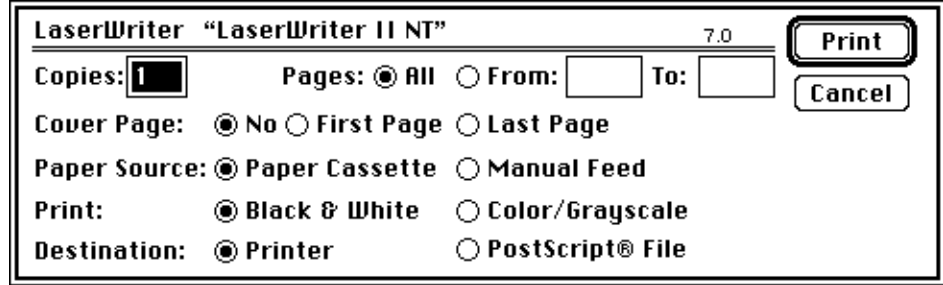 LaserWriter “LaserWriter II NT” 7.0 Print
Copies: 1 Pages: All From: To: Cancel
Cover Page: No First Page Last Page
Paper Source: Paper Cassette Manual Feed
Print: Black & White Color/Grayscale
Destination: Printer PostScript® File